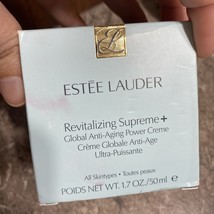 ESTĒE LAUDER
Revitalizing Supreme+
Global Anti-Aging Power Creme
Crème Globale Anti-Age
Ultra-Puissante
All Skintypes • Toutes peaux
POIDS NET WT. 1.7 OZ./50 ml ℮